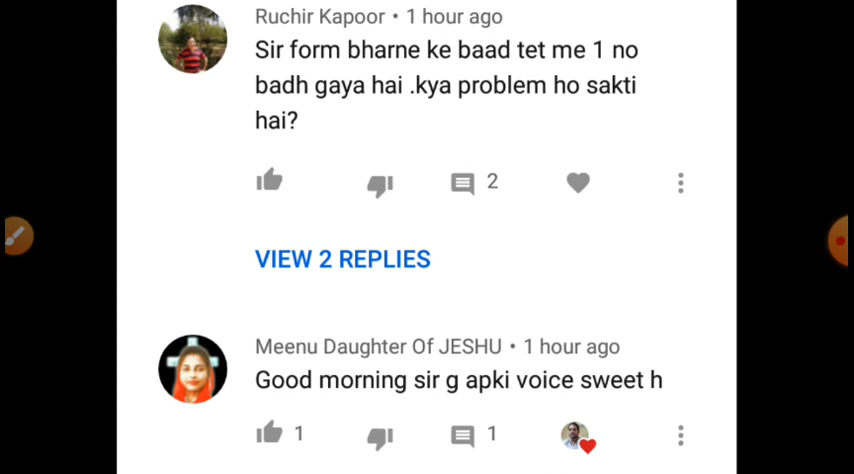 Ruchir Kapoor • 1 hour ago
Sir form bharne ke baad tet me 1 no
badh gaya hai .kya problem ho sakti
hai?
2
VIEW 2 REPLIES
Meenu Daughter Of JESHU • 1 hour ago
Good morning sir g apki voice sweet h
1 1